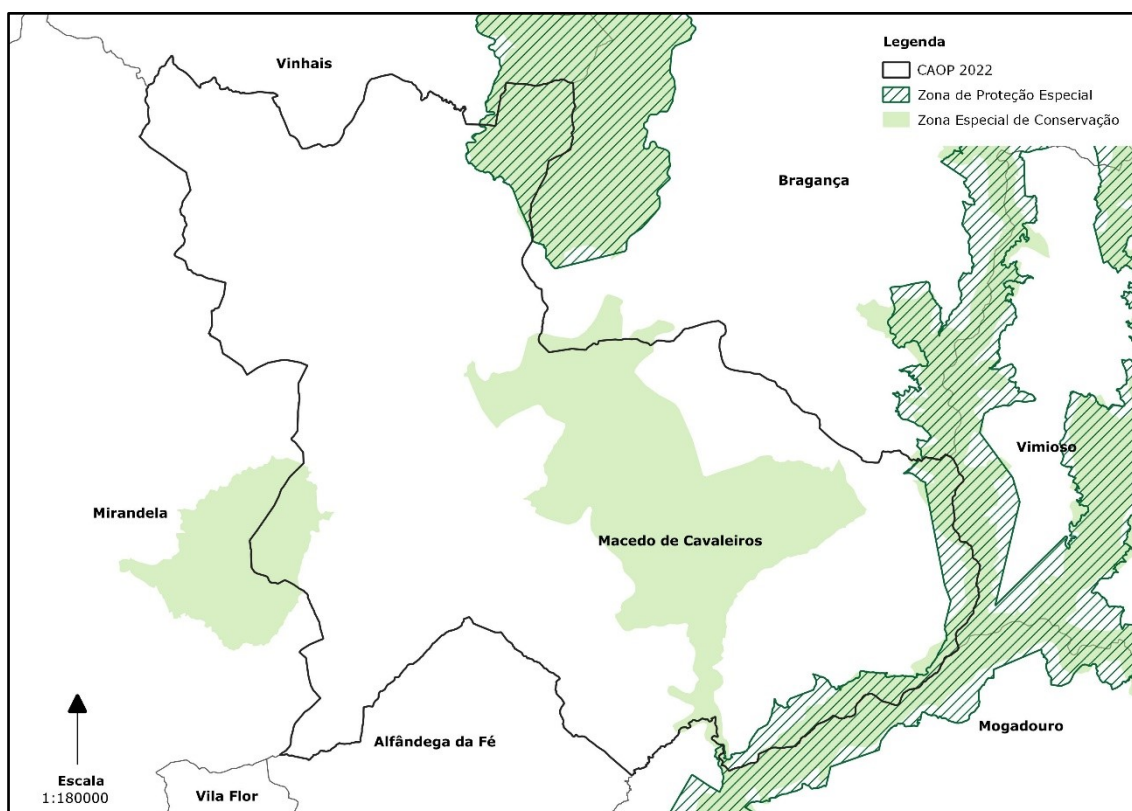 Legenda
CAOP 2022
Zona de Proteção Especial
Zona Especial de Conservação
Vinhais
Bragança
Vimioso
Mirandela
Macedo de Cavaleiros
Mogadouro
Alfândega da Fé
Vila Flor
Escala
1:180000